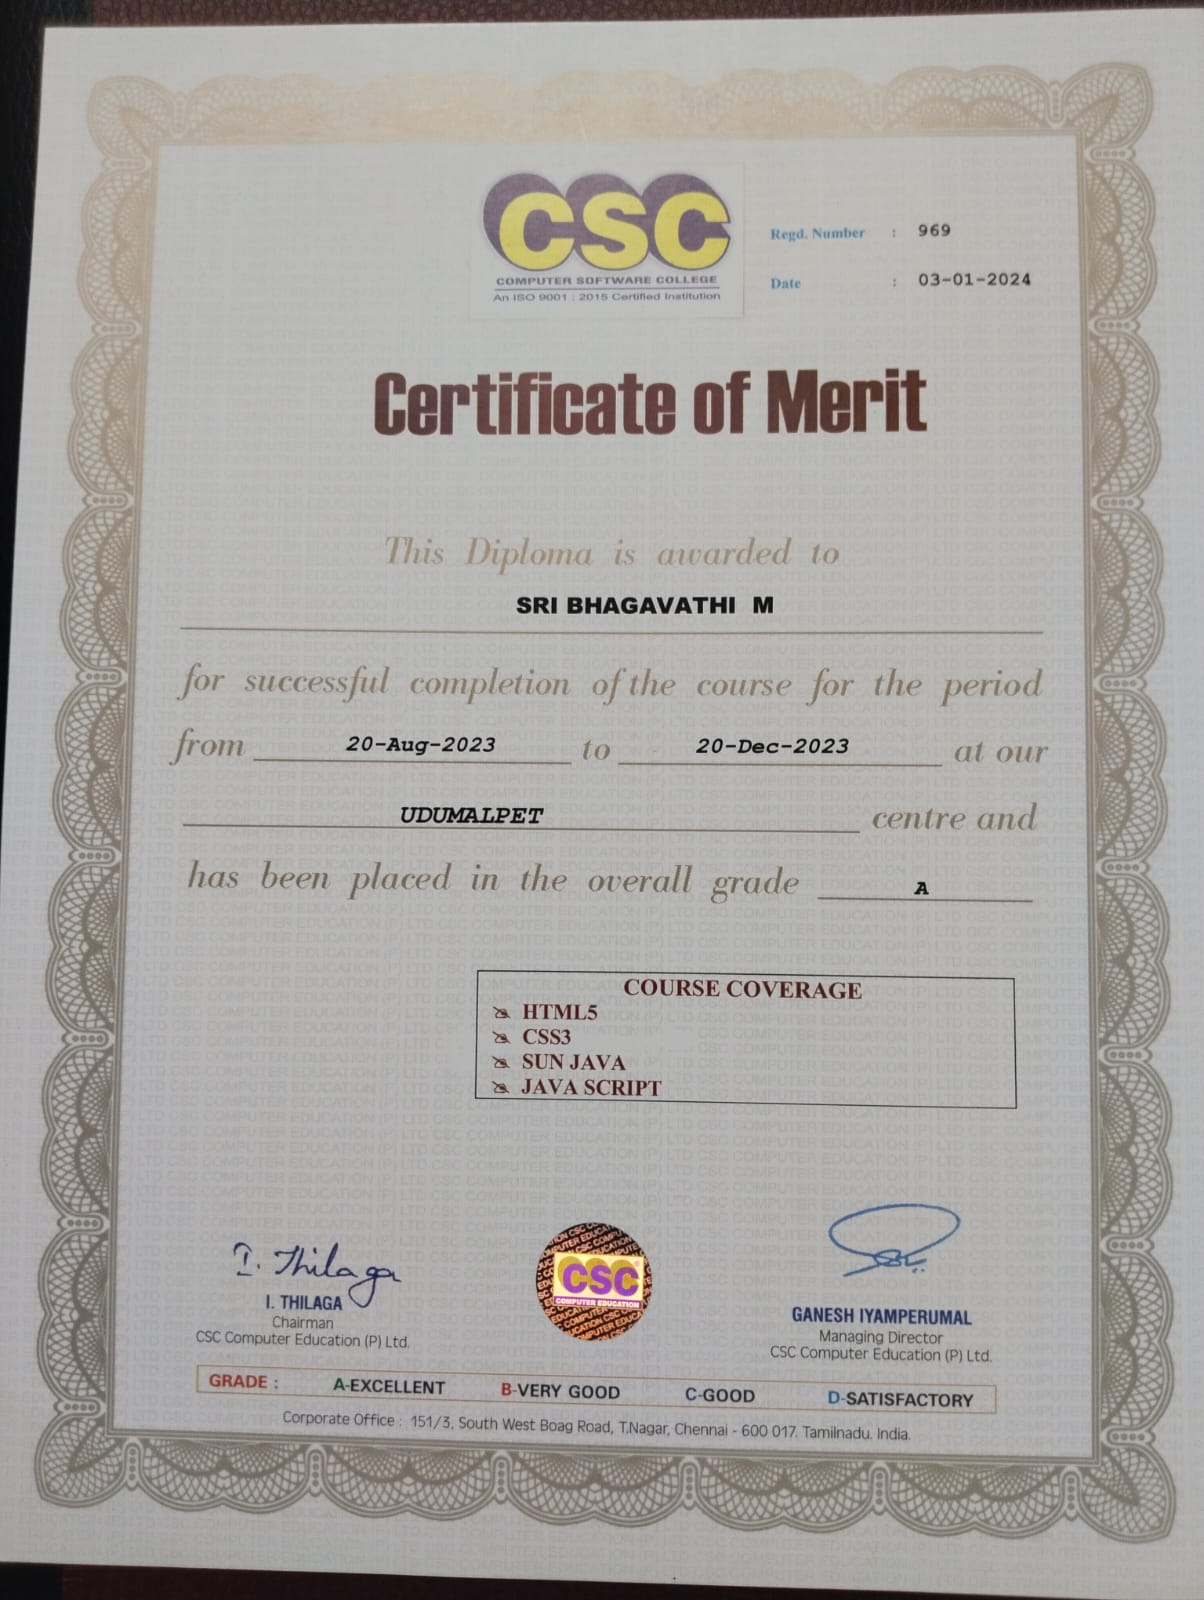 CSC
COMPUTER SOFTWARE COLLEGE
An ISO 9001 : 2015 Certified Institution
Regd. Number : 969
Date : 03-01-2024
Certificate of Merit
This Diploma is awarded to
SRI BHAGAVATHI M
for successful completion of the course for the period
from 20-Aug-2023 to 20-Dec-2023 at our
UDUMALPET centre and
has been placed in the overall grade A
COURSE COVERAGE
HTML5
CSS3
SUN JAVA
JAVA SCRIPT
I. Thilaga
I. THILAGA
Chairman
CSC Computer Education (P) Ltd.
CSC
COMPUTER EDUCATION
GANESH IYAMPERUMAL
Managing Director
CSC Computer Education (P) Ltd.
GRADE : A-EXCELLENT B-VERY GOOD C-GOOD D-SATISFACTORY
Corporate Office : 151/3, South West Boag Road, T.Nagar, Chennai - 600 017. Tamilnadu. India.